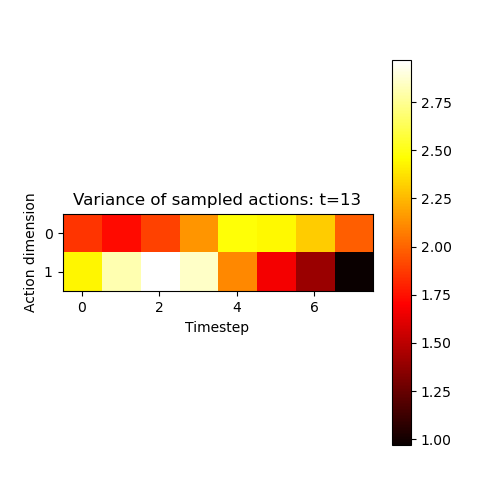 Variance of sampled actions: t=13
Action dimension
0
1
0 2 4 6
Timestep
2.75
2.50
2.25
2.00
1.75
1.50
1.25
1.00